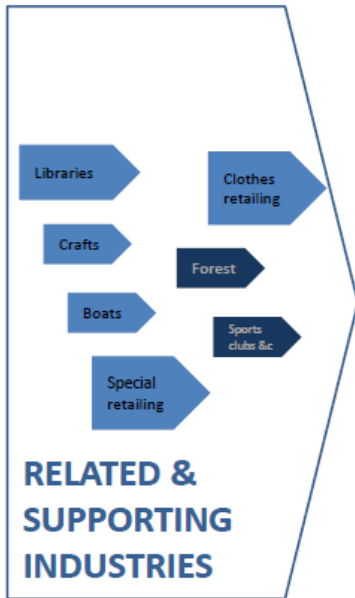 Libraries
Clothes
retailing
Crafts
Forest
Boats
Sports
clubs &c
Special
retailing
RELATED &
SUPPORTING
INDUSTRIES